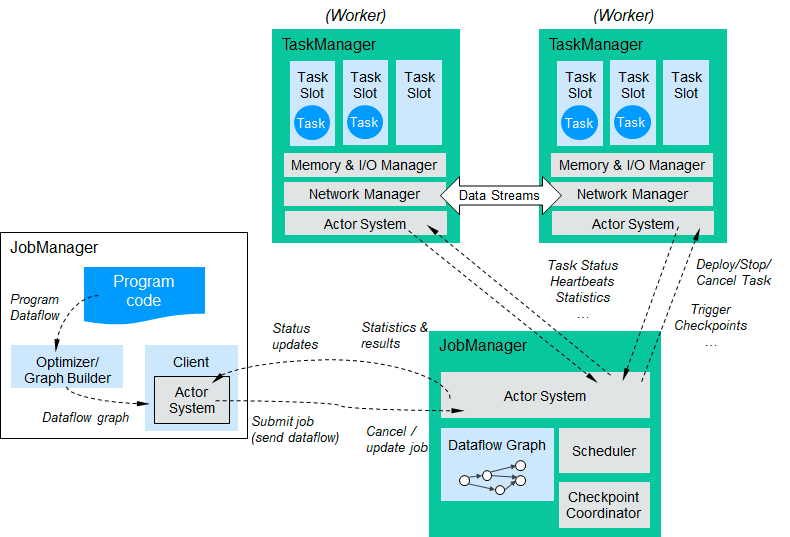 (Worker)
(Worker)
TaskManager
Task
Slot
Task
Task
Slot
Task
Task
Slot
Memory & I/O Manager
Network Manager
Actor System
Data Streams
TaskManager
Task
Slot
Task
Task
Slot
Task
Task
Slot
Memory & I/O Manager
Network Manager
Actor System
JobManager
Program
code
Program
Dataflow
Optimizer/
Graph Builder
Dataflow graph
Client
Actor
System
Status
updates
Statistics &
results
Submit job
(send dataflow)
Cancel /
update job
Task Status
Heartbeats
Statistics
...
Deploy/Stop/
Cancel Task
Trigger
Checkpoints
...
JobManager
Actor System
Dataflow Graph
Scheduler
Checkpoint
Coordinator